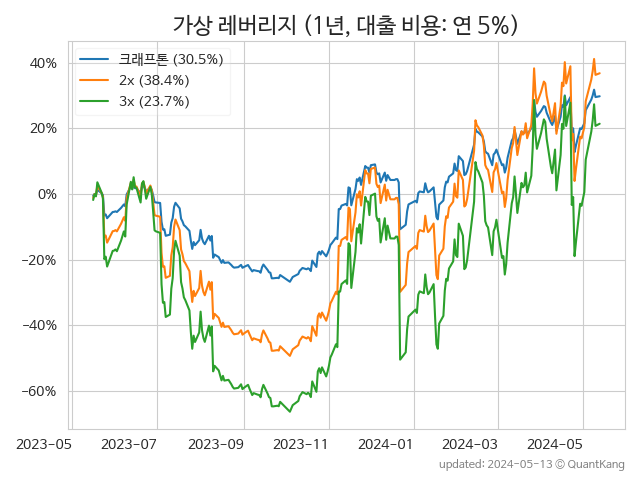 가상 레버리지 (1년, 대출 비용: 연 5%)
크래프톤 (30.5%)
2x (38.4%)
3x (23.7%)
40%
20%
0%
−20%
−40%
−60%
2023-05 2023-07 2023-09 2023-11 2024-01 2024-03 2024-05
updated: 2024-05-13 © QuantKang